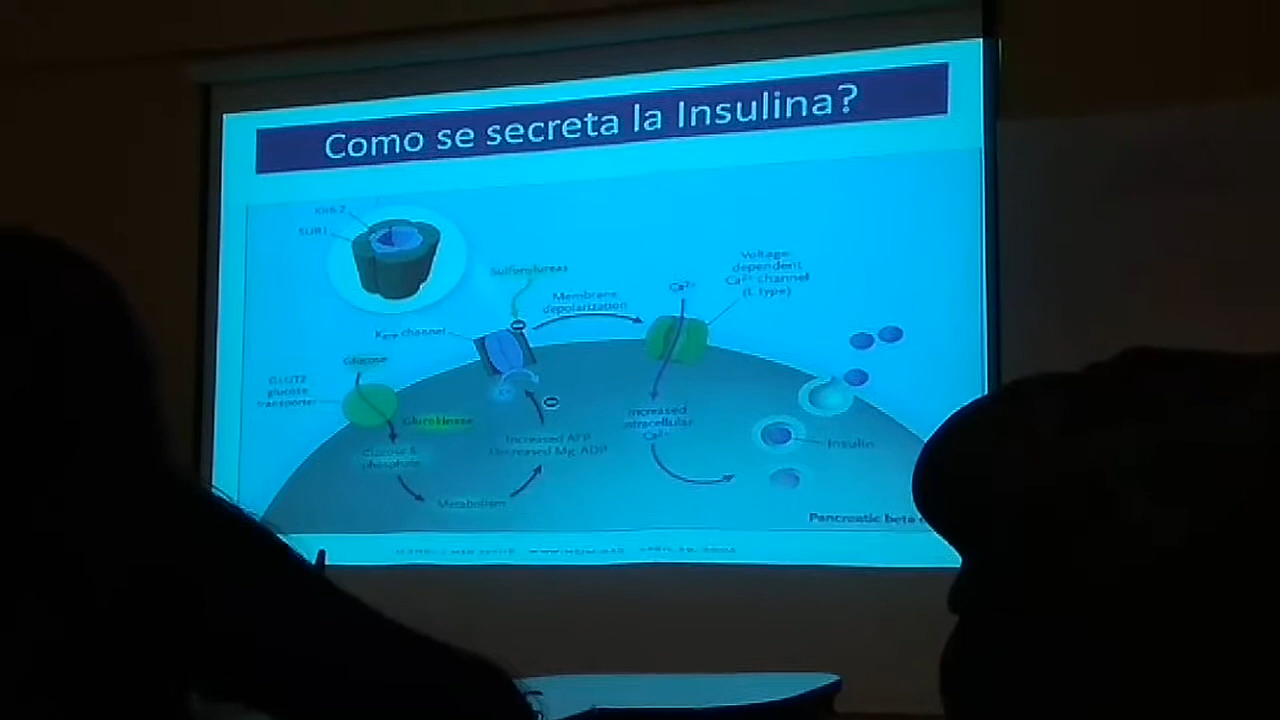 Como se secreta la Insulina?
Kir6.2
SUR1
Sulfonylureas
Voltage-
dependent
Ca2+ channel
(L type)
Membrane
depolarization
Ca2+
KATP channel
Glucose
GLUT2
glucose
transporter
Glucokinase
Increased
intracellular
Ca2+
Increased ATP
Decreased Mg ADP
Insulin
Glucose 6
phosphate
K+
Metabolism
Pancreatic beta